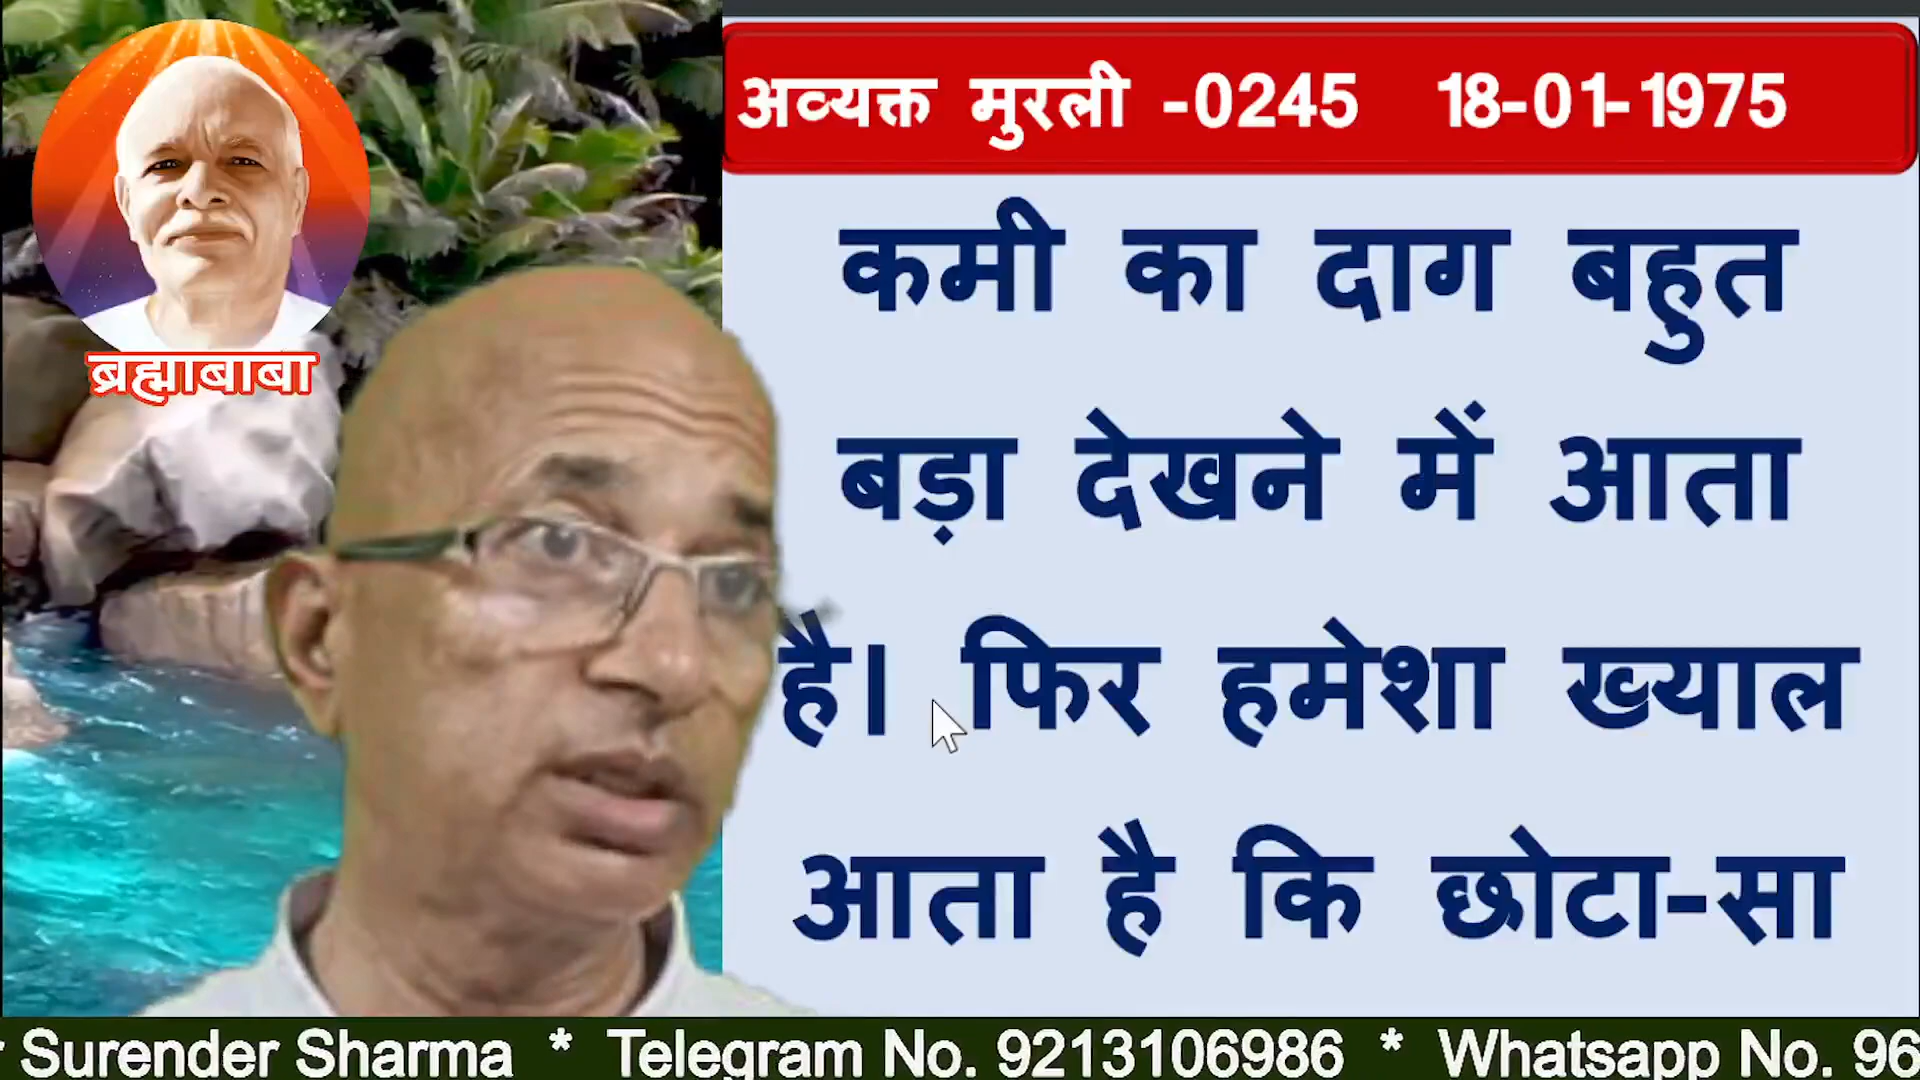 अव्यक्त मुरली -0245 18-01-1975
ब्रह्माबाबा
कमी का दाग बहुत
बड़ा देखने में आता
है। फिर हमेशा ख्याल
आता है कि छोटा-सा
Surender Sharma * Telegram No. 9213106986 * Whatsapp No. 96